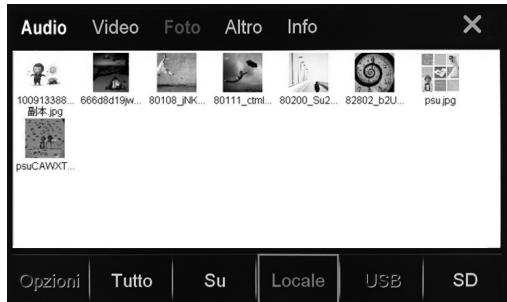 Audio Video Foto Altro Info
100913388... 666d8d19jw... 80108_jNK... 80111_ctml... 80200_Su2... 82802_b2U... psu.jpg
副本.jpg
psuCAWXT...
Opzioni Tutto Su Locale USB SD